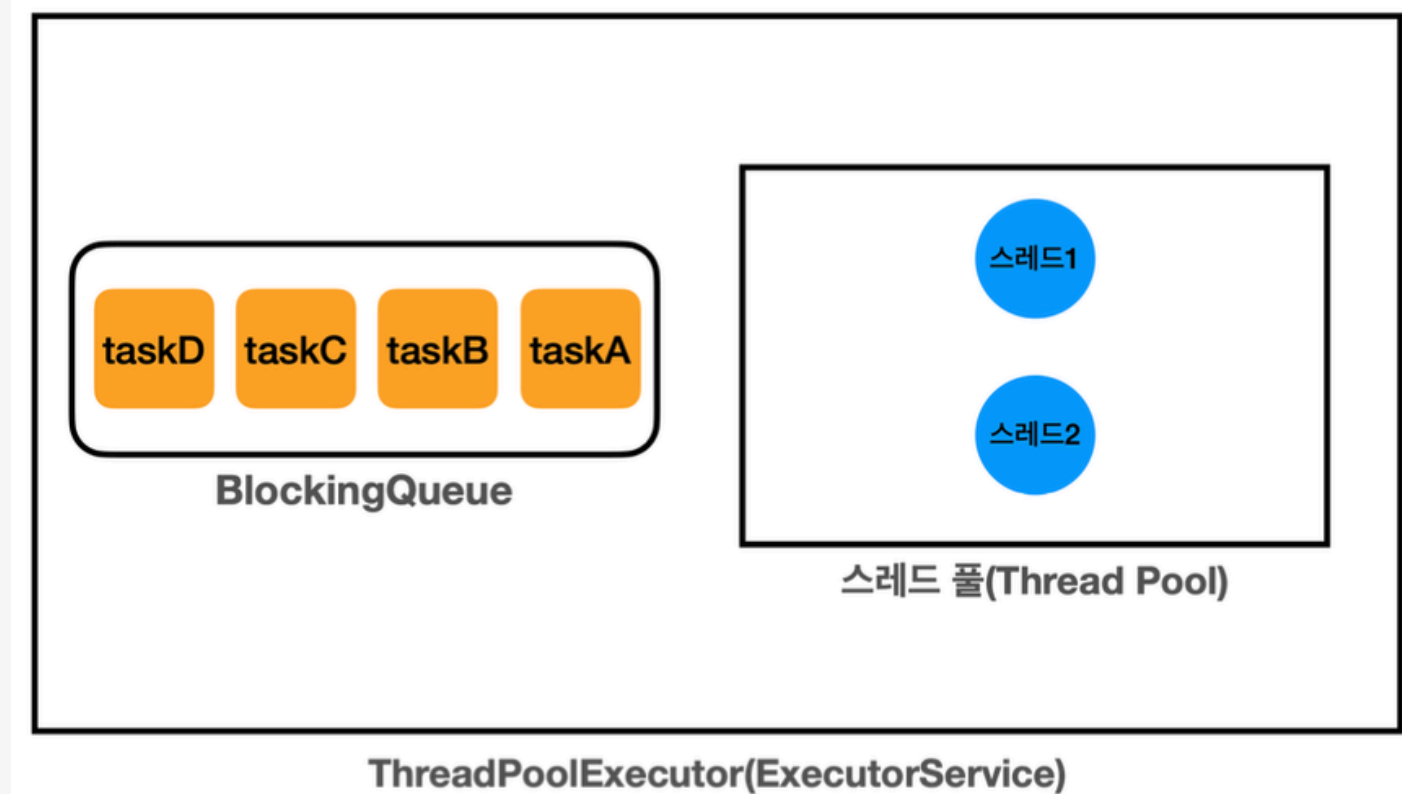 taskD taskC taskB taskA
BlockingQueue
스레드1
스레드2
스레드 풀(Thread Pool)
ThreadPoolExecutor(ExecutorService)